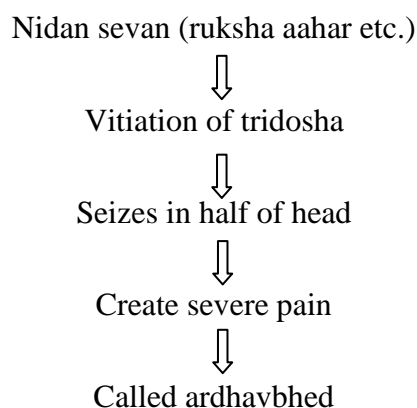 Nidan sevan (ruksha aahar etc.)
Vitiation of tridosha
Seizes in half of head
Create severe pain
Called ardhavbhed